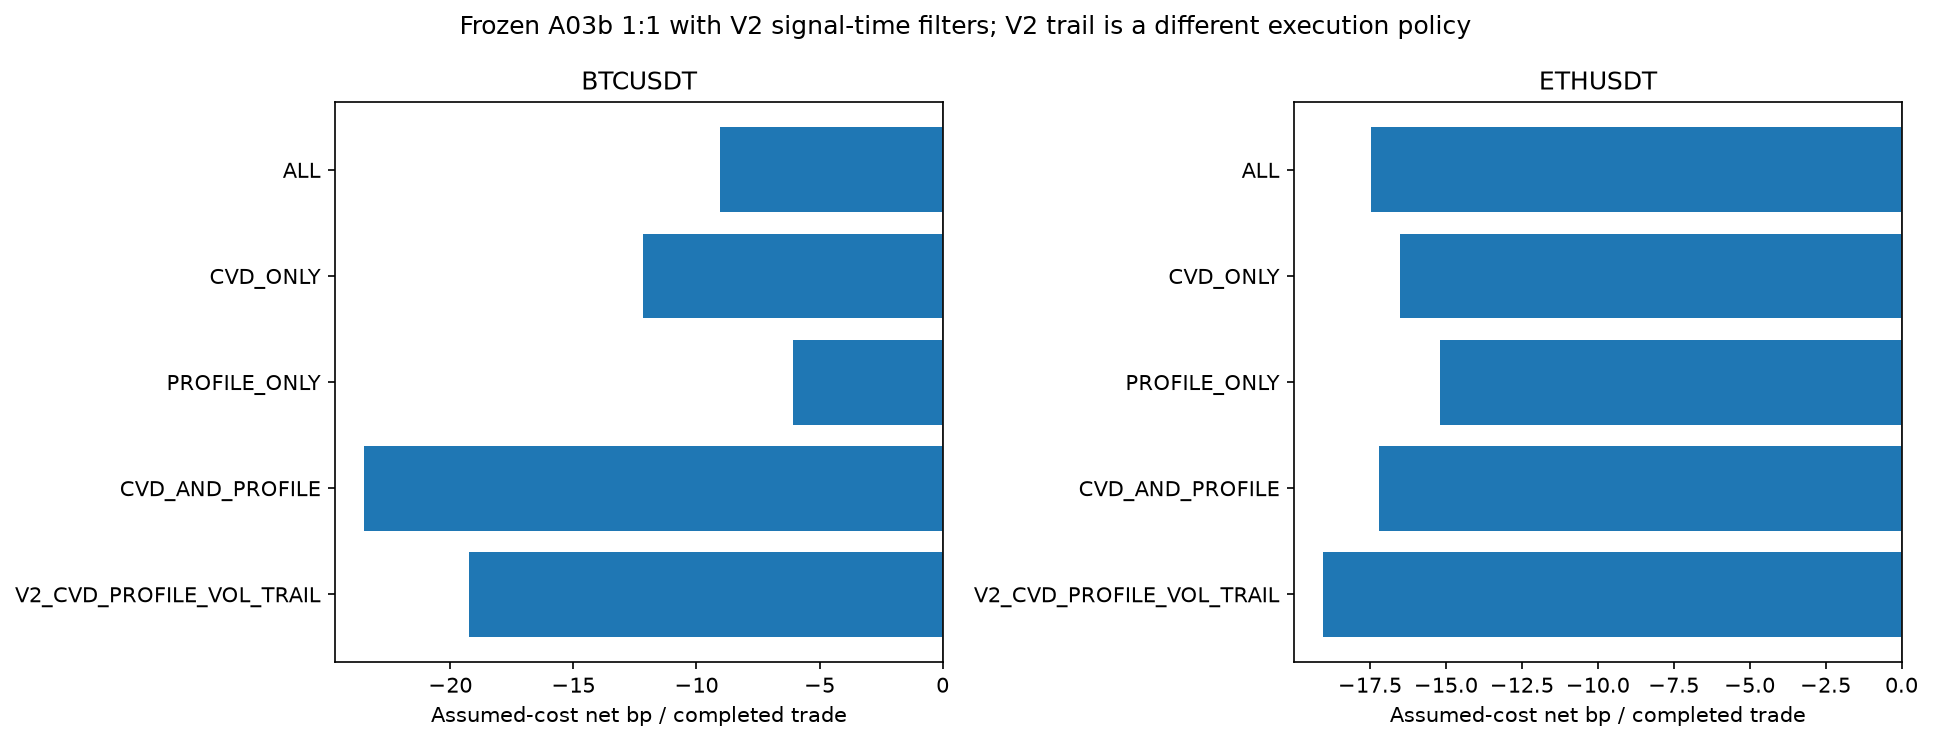 Frozen A03b 1:1 with V2 signal-time filters; V2 trail is a different execution policy
BTCUSDT
ALL
CVD_ONLY
PROFILE_ONLY
CVD_AND_PROFILE
V2_CVD_PROFILE_VOL_TRAIL
−20 −15 −10 −5 0
Assumed-cost net bp / completed trade
ETHUSDT
ALL
CVD_ONLY
PROFILE_ONLY
CVD_AND_PROFILE
V2_CVD_PROFILE_VOL_TRAIL
−17.5 −15.0 −12.5 −10.0 −7.5 −5.0 −2.5 0.0
Assumed-cost net bp / completed trade